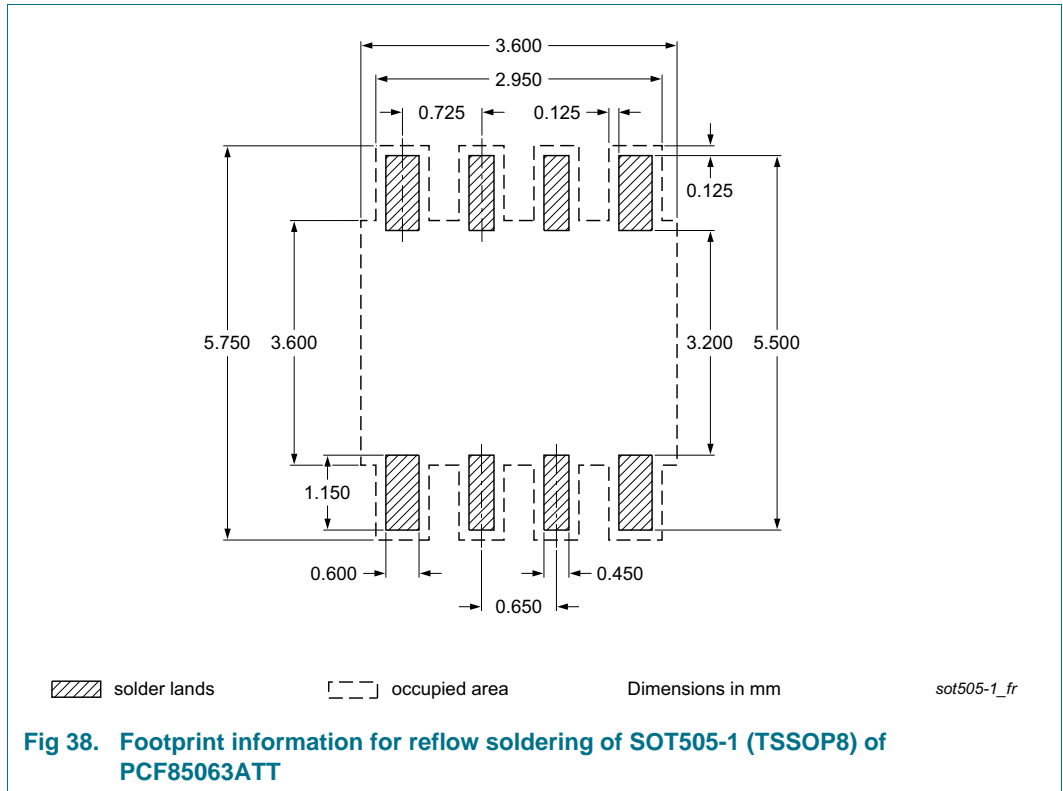 3.600
2.950
0.725 0.125
0.125
5.750 3.600 3.200 5.500
1.150
0.600 0.450
0.650
solder lands occupied area Dimensions in mm sot505-1_fr
Fig 38. Footprint information for reflow soldering of SOT505-1 (TSSOP8) of
PCF85063ATT